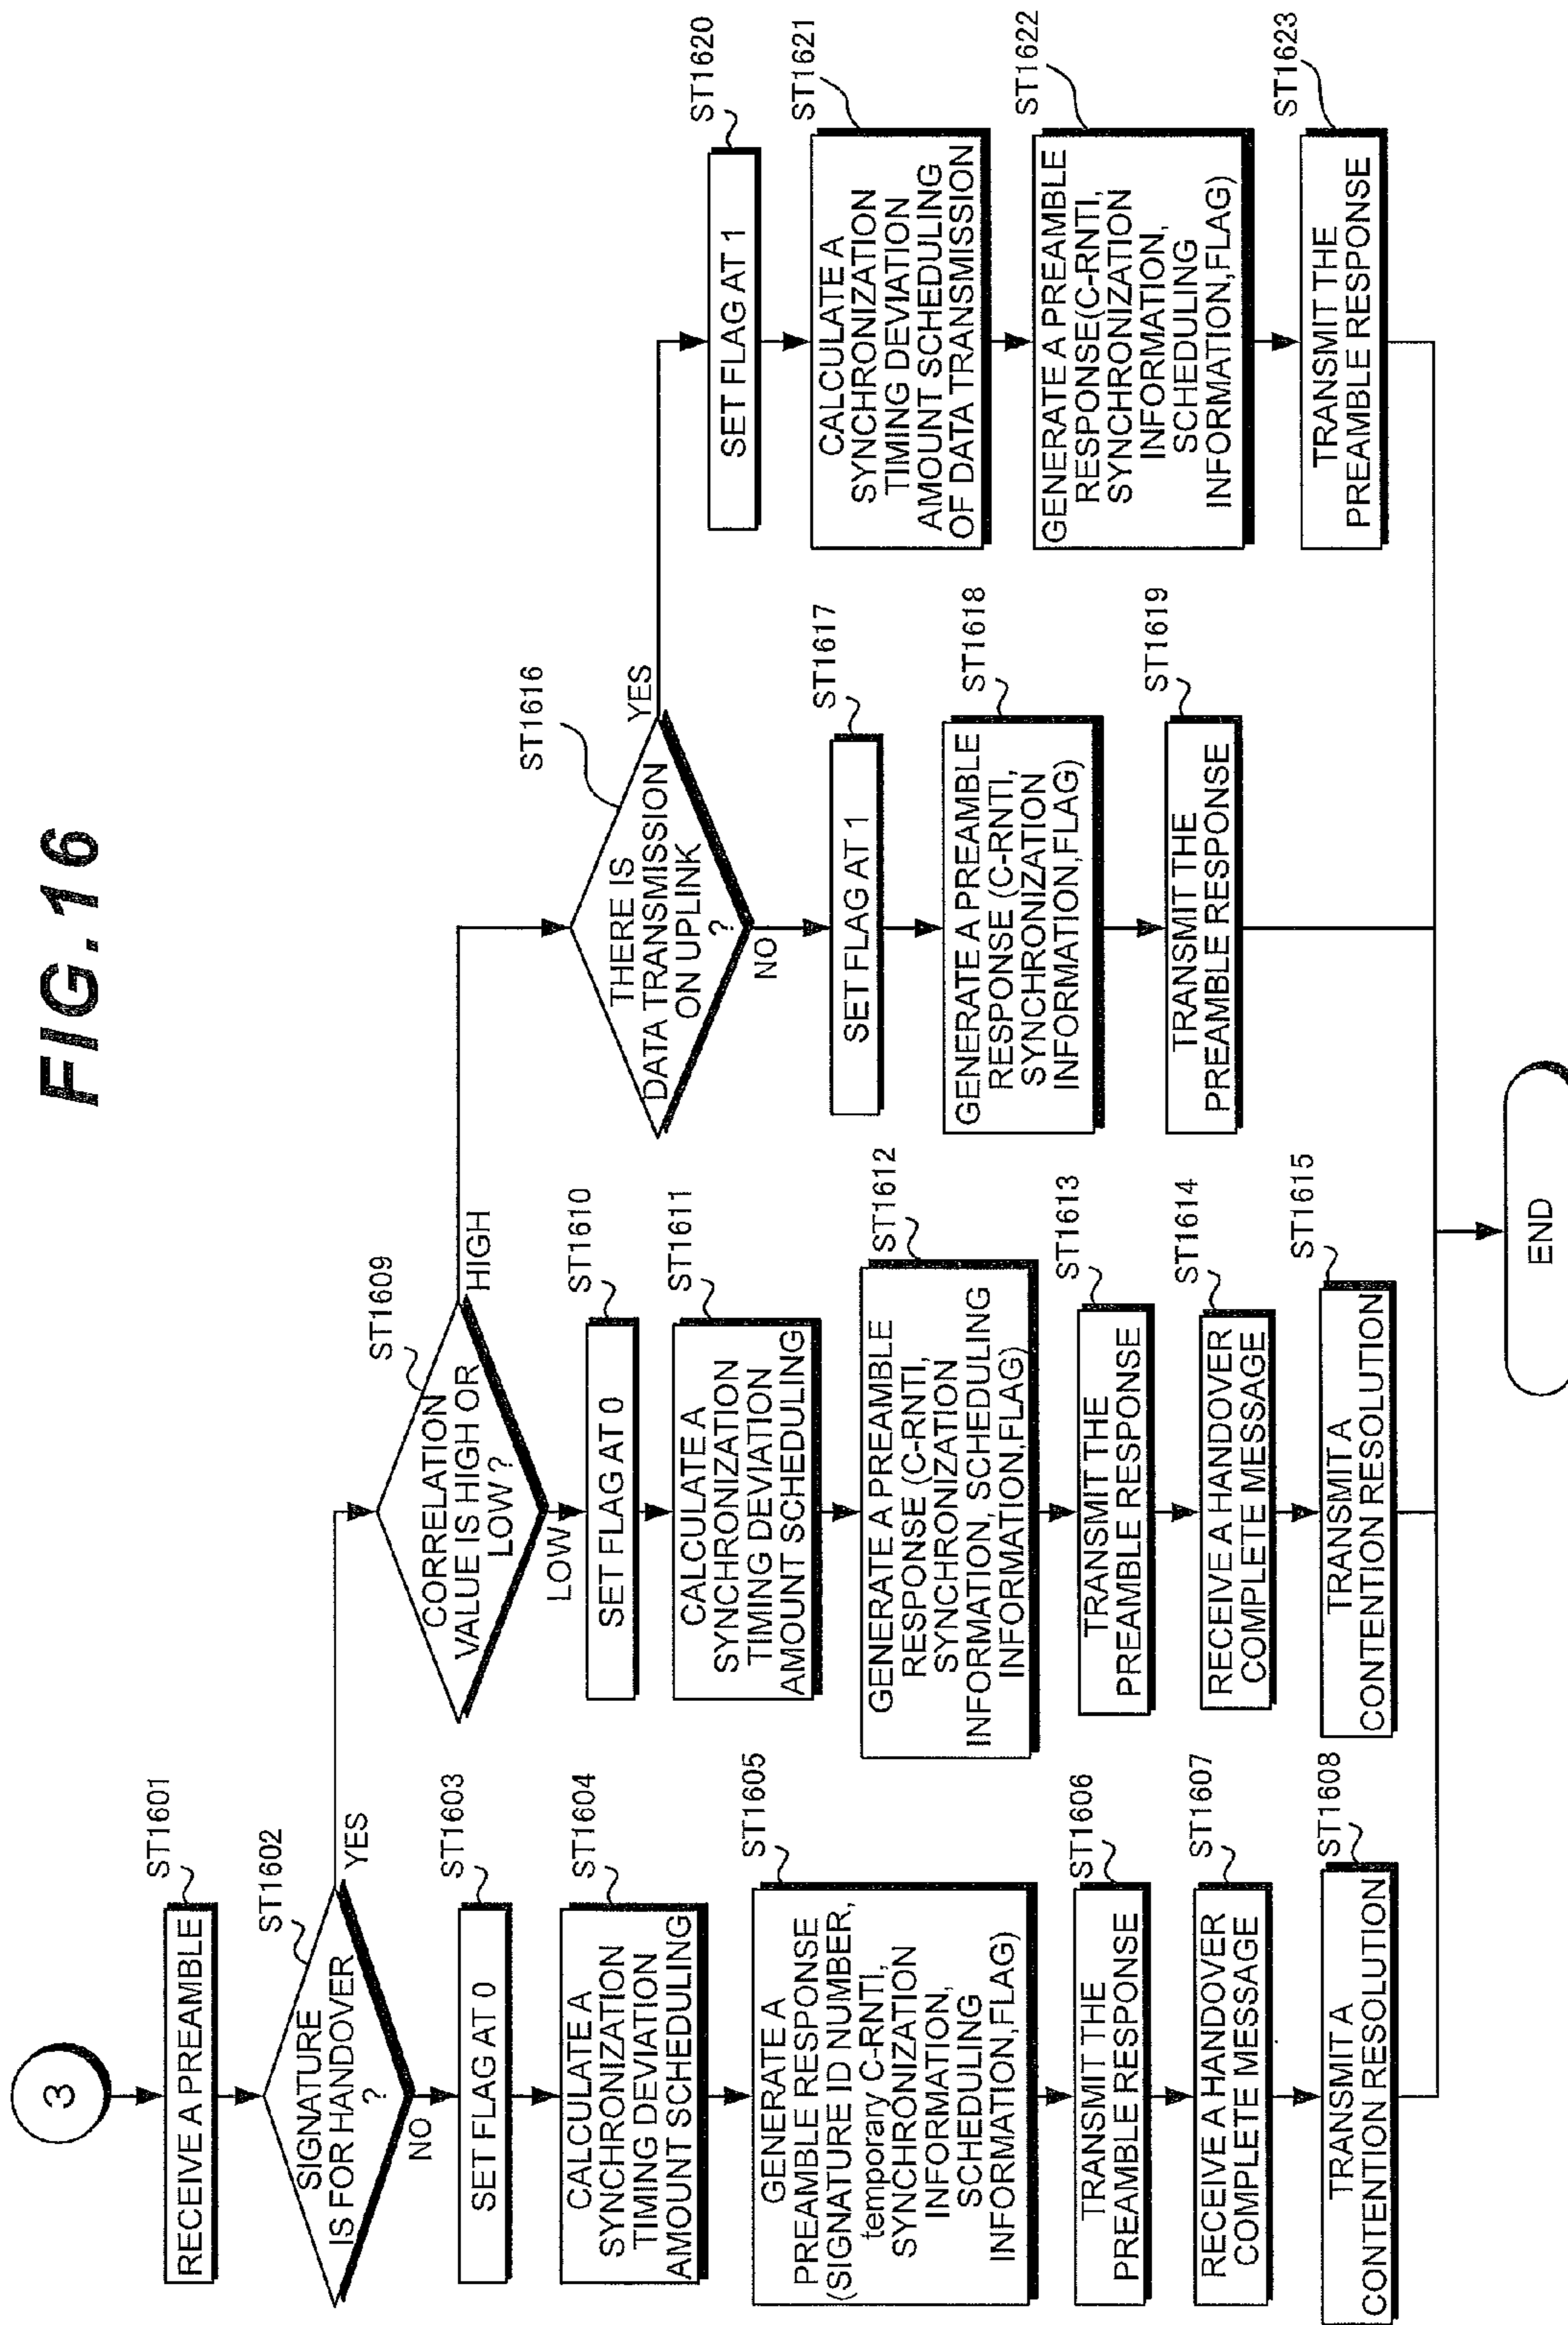 FIG.16
3
RECEIVE A PREAMBLE
ST1601
SIGNATURE
IS FOR HANDOVER
?
ST1602
YES
NO
SET FLAG AT 0
ST1603
CALCULATE A
SYNCHRONIZATION
TIMING DEVIATION
AMOUNT SCHEDULING
ST1604
GENERATE A
PREAMBLE RESPONSE
(SIGNATURE ID NUMBER,
temporary C-RNTI,
SYNCHRONIZATION
INFORMATION,
SCHEDULING
INFORMATION,FLAG)
ST1605
TRANSMIT THE
PREAMBLE RESPONSE
ST1606
RECEIVE A HANDOVER
COMPLETE MESSAGE
ST1607
TRANSMIT A
CONTENTION RESOLUTION
ST1608
CORRELATION
VALUE IS HIGH OR
LOW ?
ST1609
HIGH
LOW
SET FLAG AT 0
ST1610
CALCULATE A
SYNCHRONIZATION
TIMING DEVIATION
AMOUNT SCHEDULING
ST1611
GENERATE A PREAMBLE
RESPONSE (C-RNTI,
SYNCHRONIZATION
INFORMATION, SCHEDULING
INFORMATION,FLAG)
ST1612
TRANSMIT THE
PREAMBLE RESPONSE
ST1613
RECEIVE A HANDOVER
COMPLETE MESSAGE
ST1614
TRANSMIT A
CONTENTION RESOLUTION
ST1615
THERE IS
DATA TRANSMISSION
ON UPLINK
?
ST1616
YES
NO
SET FLAG AT 1
ST1617
GENERATE A PREAMBLE
RESPONSE (C-RNTI,
SYNCHRONIZATION
INFORMATION,FLAG)
ST1618
TRANSMIT THE
PREAMBLE RESPONSE
ST1619
SET FLAG AT 1
ST1620
CALCULATE A
SYNCHRONIZATION
TIMING DEVIATION
AMOUNT SCHEDULING
OF DATA TRANSMISSION
ST1621
GENERATE A PREAMBLE
RESPONSE(C-RNTI,
SYNCHRONIZATION
INFORMATION,
SCHEDULING
INFORMATION,FLAG)
ST1622
TRANSMIT THE
PREAMBLE RESPONSE
ST1623
END